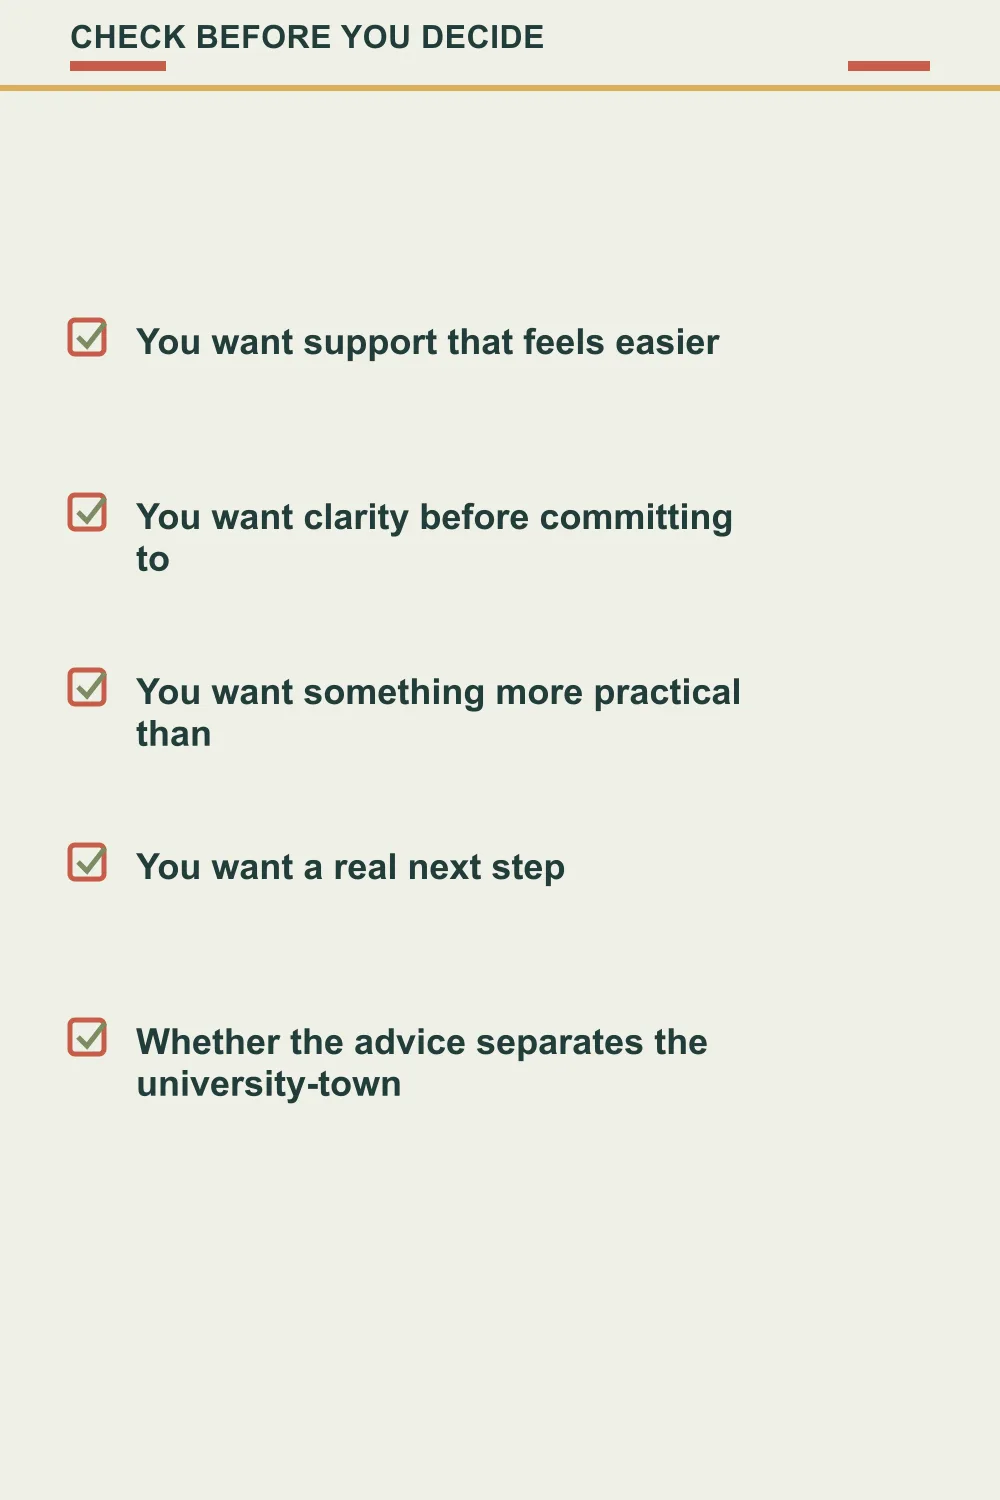 CHECK BEFORE YOU DECIDE
You want support that feels easier
You want clarity before committing
to
You want something more practical
than
You want a real next step
Whether the advice separates the
university-town